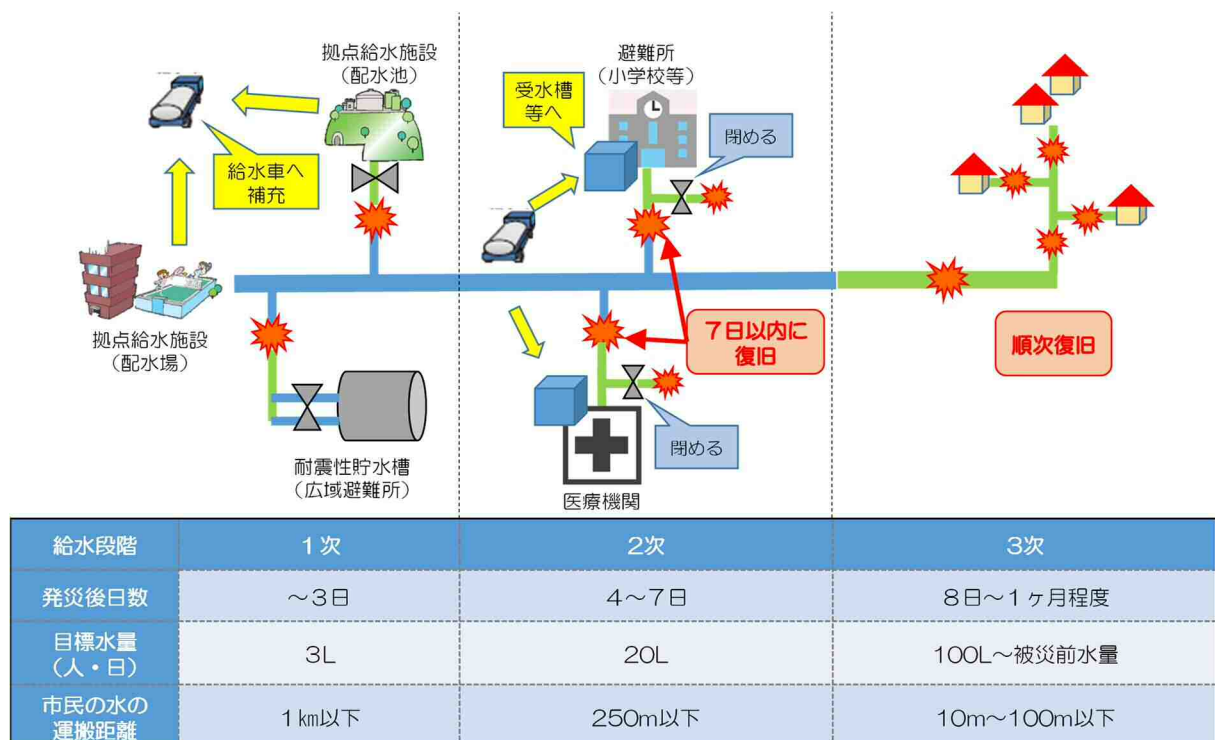 拠点給水施設
（配水池）
給水車へ
補充
拠点給水施設
（配水場）
耐震性貯水槽
（広域避難所）
避難所
（小学校等）
受水槽
等へ
閉める
７日以内に
復旧
閉める
医療機関
順次復旧
給水段階 １次 ２次 ３次
発災後日数 ～３日 ４～７日 ８日～１ヶ月程度
目標水量
（人・日） ３L ２０L １００L～被災前水量
市民の水の
運搬距離 １㎞以下 ２５０m以下 １０m～１００m以下